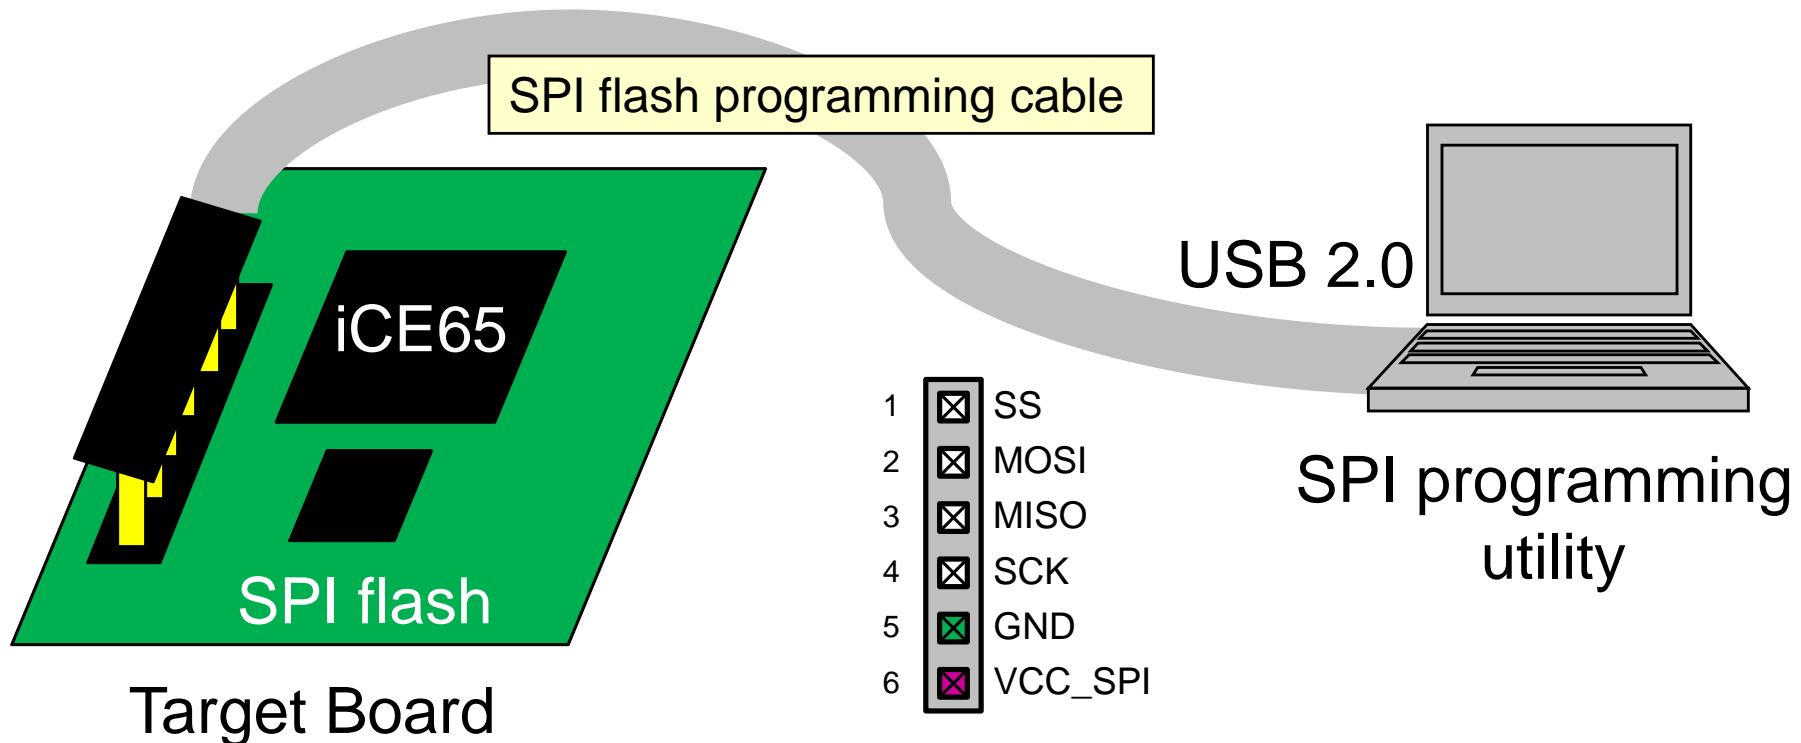 SPI flash programming cable
USB 2.0
iCE65
SPI flash
Target Board
1 SS
2 MOSI
3 MISO
4 SCK
5 GND
6 VCC_SPI
SPI programming
utility